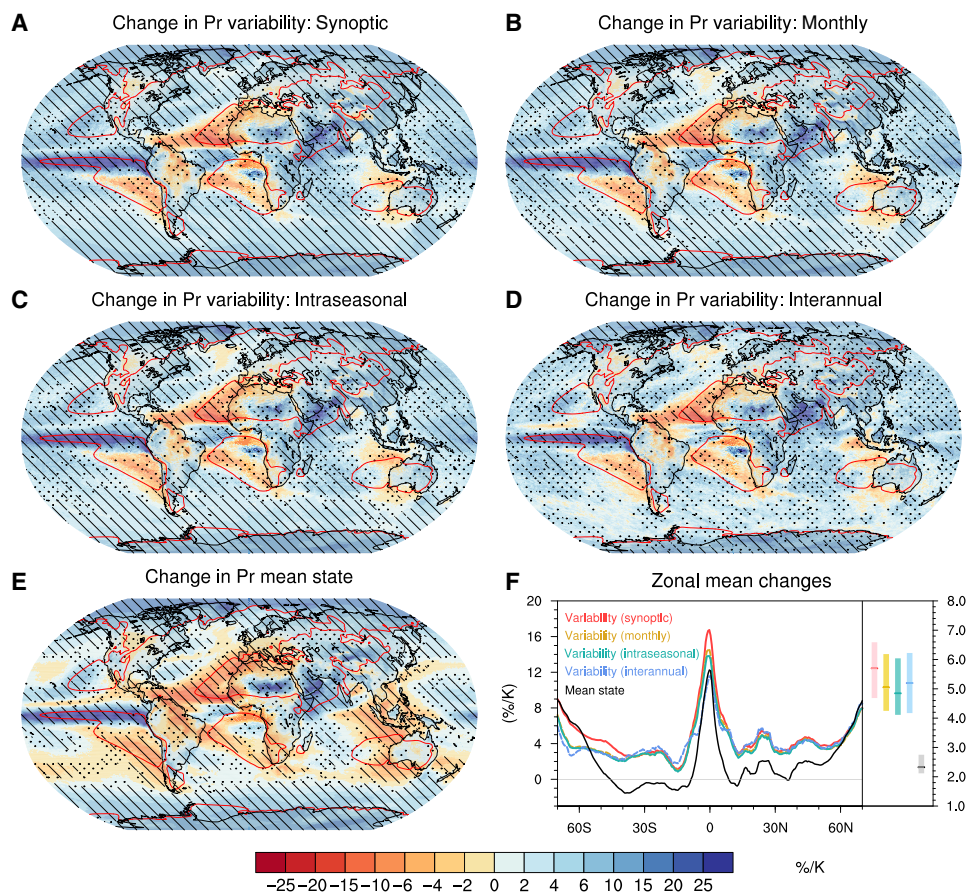 A
Change in Pr variability: Synoptic
B
Change in Pr variability: Monthly
C
Change in Pr variability: Intraseasonal
D
Change in Pr variability: Interannual
E
Change in Pr mean state
F
Zonal mean changes
Variability (synoptic)
Variability (monthly)
Variability (intraseasonal)
Variability (interannual)
Mean state
(%/K)
20
16
12
8
4
0
60S
30S
0
30N
60N
8.0
7.0
6.0
5.0
4.0
3.0
2.0
1.0
−25 −20 −15 −10 −6 −4 −2 0 2 4 6 10 15 20 25
%/K